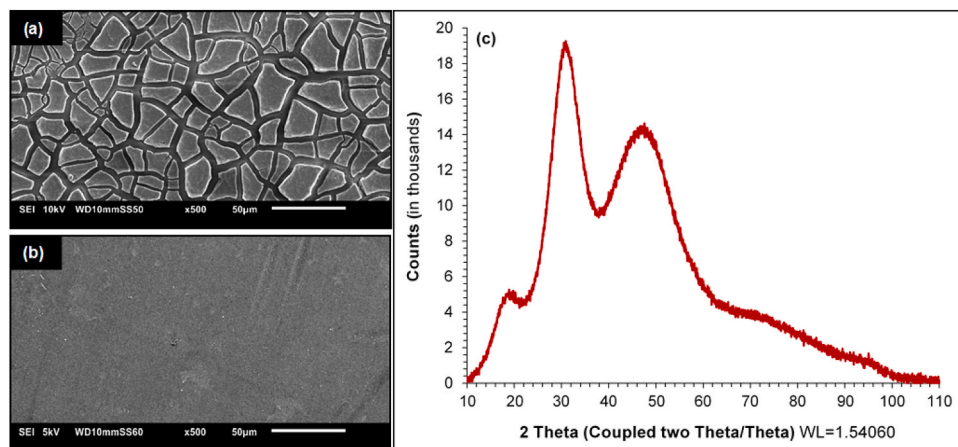 (a)
SEI 10kV WD10mmSS50 x500 50µm
(b)
SEI 5kV WD10mmSS60 x500 50µm
(c)
Counts (in thousands)
20
18
16
14
12
10
8
6
4
2
0
10 20 30 40 50 60 70 80 90 100 110
2 Theta (Coupled two Theta/Theta) WL=1.54060